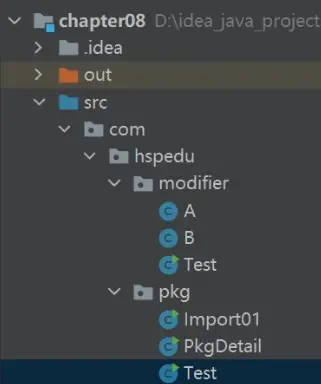 chapter08 D:\idea_java_project
.idea
out
src
com
hspedu
modifier
A
B
Test
pkg
Import01
PkgDetail
Test